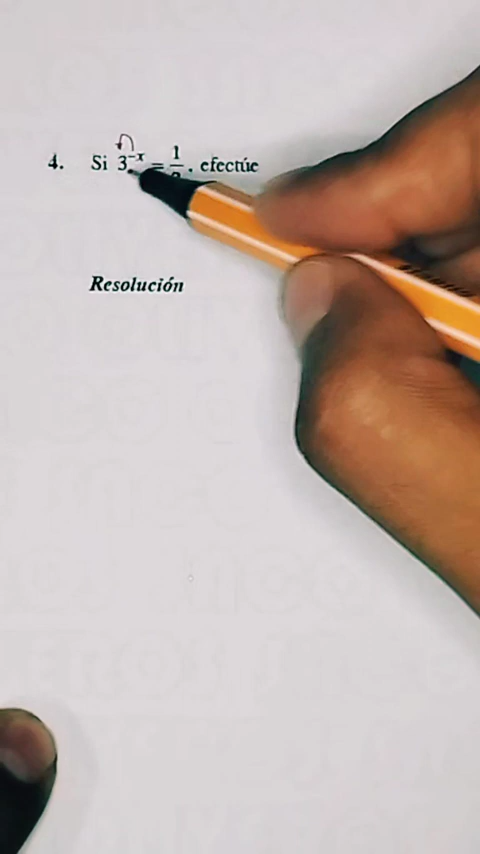 4. Si 3⁻ˣ = 1/ , efectúe
Resolución